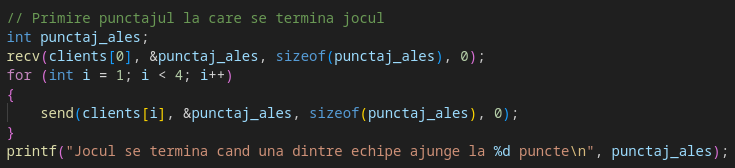 // Primire punctajul la care se termina jocul
int punctaj_ales;
recv(clients[0], &punctaj_ales, sizeof(punctaj_ales), 0);
for (int i = 1; i < 4; i++)
{
    send(clients[i], &punctaj_ales, sizeof(punctaj_ales), 0);
}
printf("Jocul se termina cand una dintre echipe ajunge la %d puncte\n", punctaj_ales);